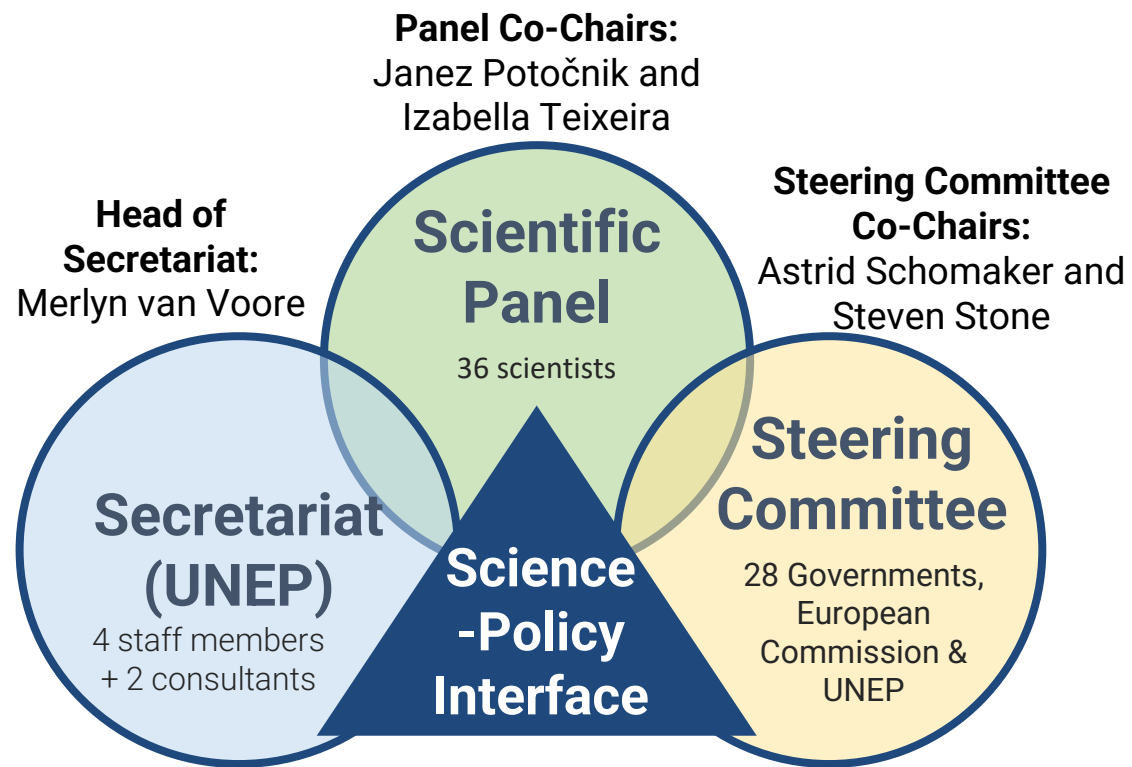 Panel Co-Chairs:
Janez Potočnik and
Izabella Teixeira
Head of
Secretariat:
Merlyn van Voore
Steering Committee
Co-Chairs:
Astrid Schomaker and
Steven Stone
Scientific
Panel
36 scientists
Secretariat
(UNEP)
4 staff members
+ 2 consultants
Science
-Policy
Interface
Steering
Committee
28 Governments,
European
Commission &
UNEP